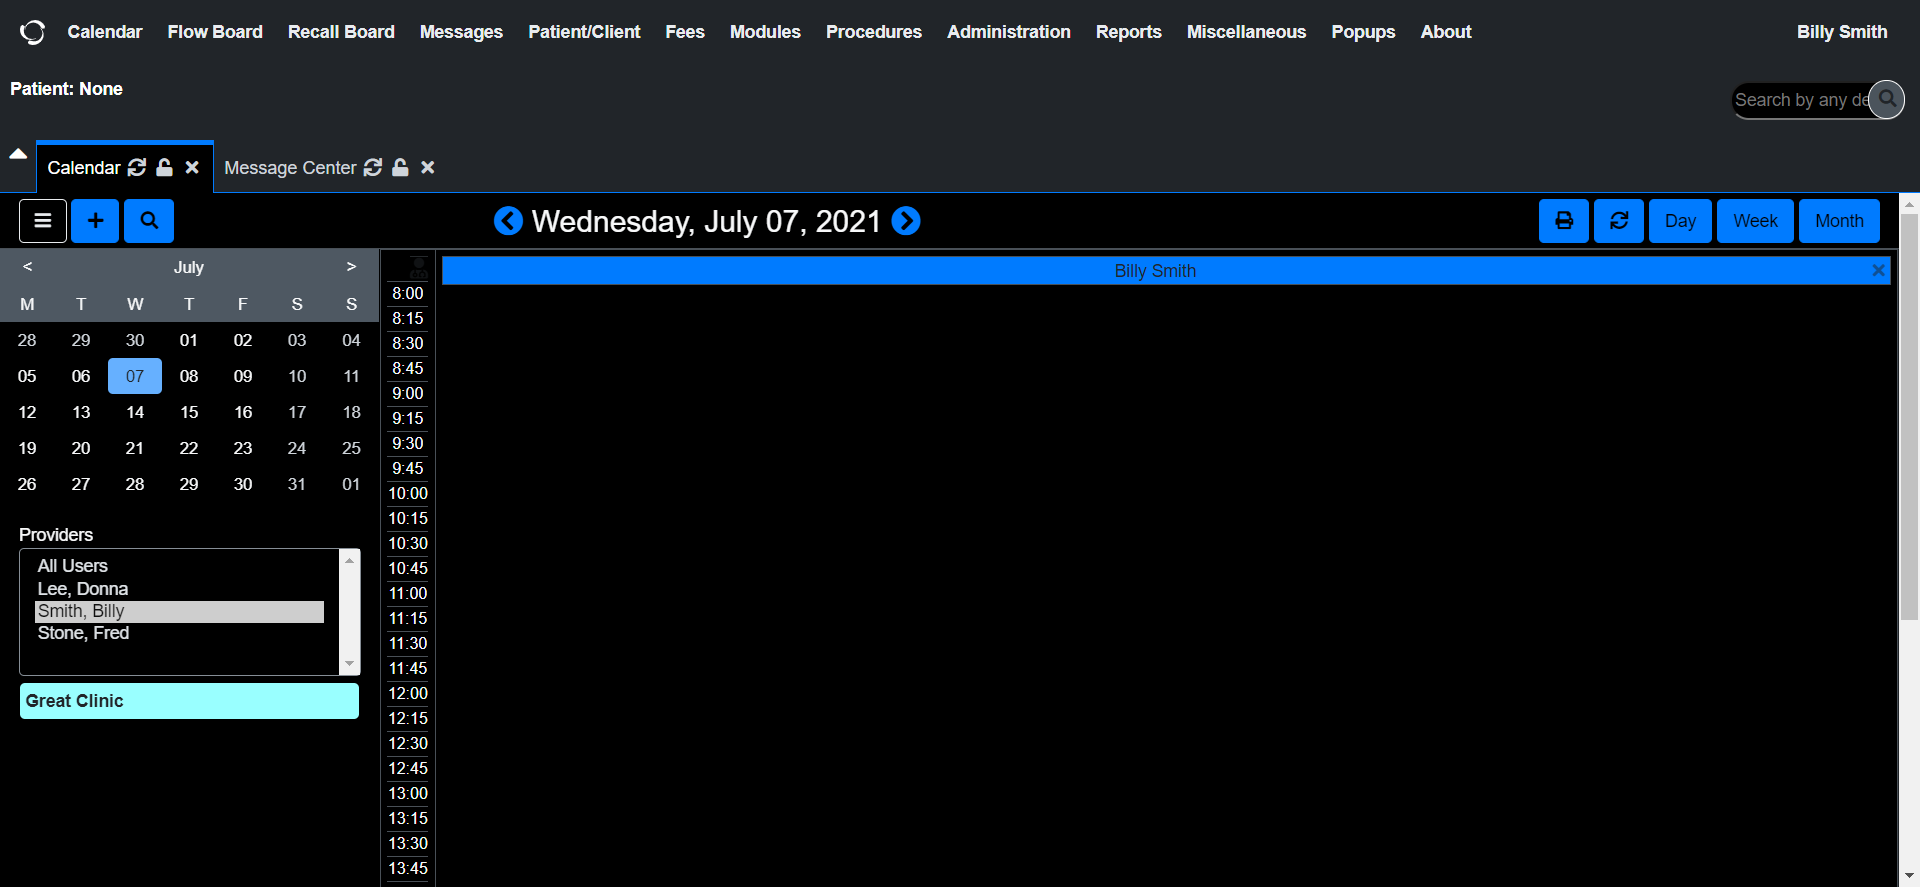 Calendar Flow Board Recall Board Messages Patient/Client Fees Modules Procedures Administration Reports Miscellaneous Popups About Billy Smith
Patient: None
Search by any de
Calendar Message Center
Wednesday, July 07, 2021 Day Week Month
< July >
M T W T F S S
28 29 30 01 02 03 04
05 06 07 08 09 10 11
12 13 14 15 16 17 18
19 20 21 22 23 24 25
26 27 28 29 30 31 01
Providers
All Users
Lee, Donna
Smith, Billy
Stone, Fred
Great Clinic
Billy Smith
8:00
8:15
8:30
8:45
9:00
9:15
9:30
9:45
10:00
10:15
10:30
10:45
11:00
11:15
11:30
11:45
12:00
12:15
12:30
12:45
13:00
13:15
13:30
13:45